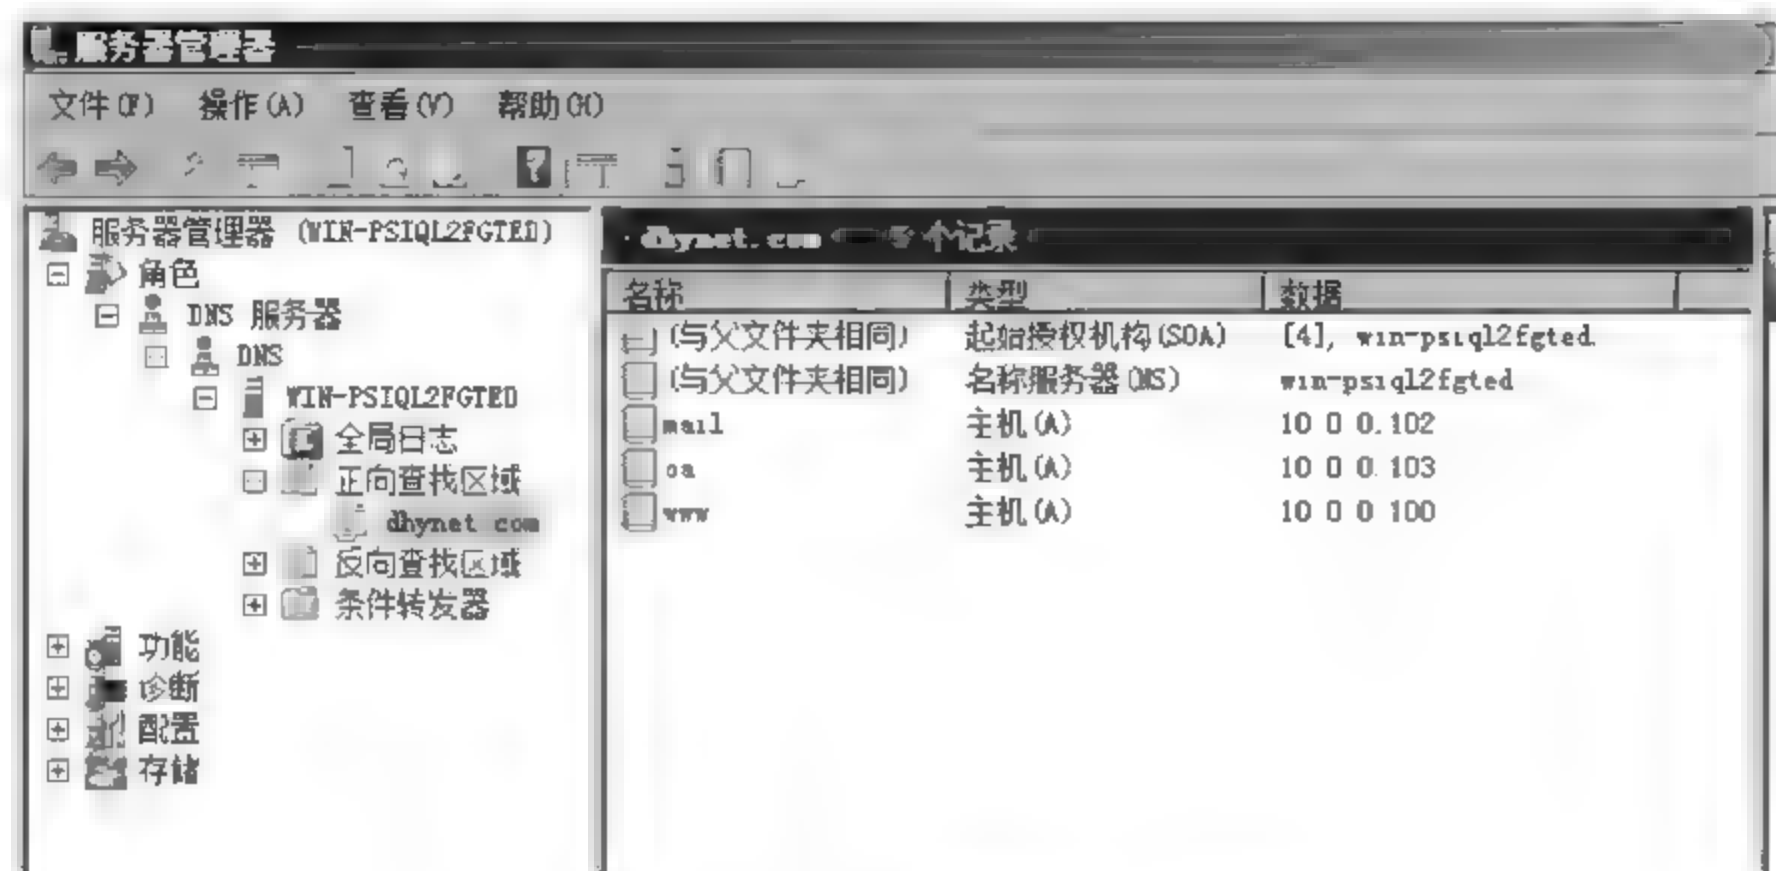 服务器管理器
文件(F) 操作(A) 查看(V) 帮助(H)
服务器管理器 (WIN-PSIQL2FGTED)
角色
DNS 服务器
DNS
WIN-PSIQL2FGTED
全局日志
正向查找区域
dhynet com
反向查找区域
条件转发器
功能
诊断
配置
存储
dhynet.com 5 个记录
名称 类型 数据
(与父文件夹相同) 起始授权机构(SOA) [4], win-psiql2fgted.
(与父文件夹相同) 名称服务器(NS) win-psiql2fgted
mail 主机(A) 10 0 0.102
oa 主机(A) 10 0 0.103
www 主机(A) 10 0 0 100